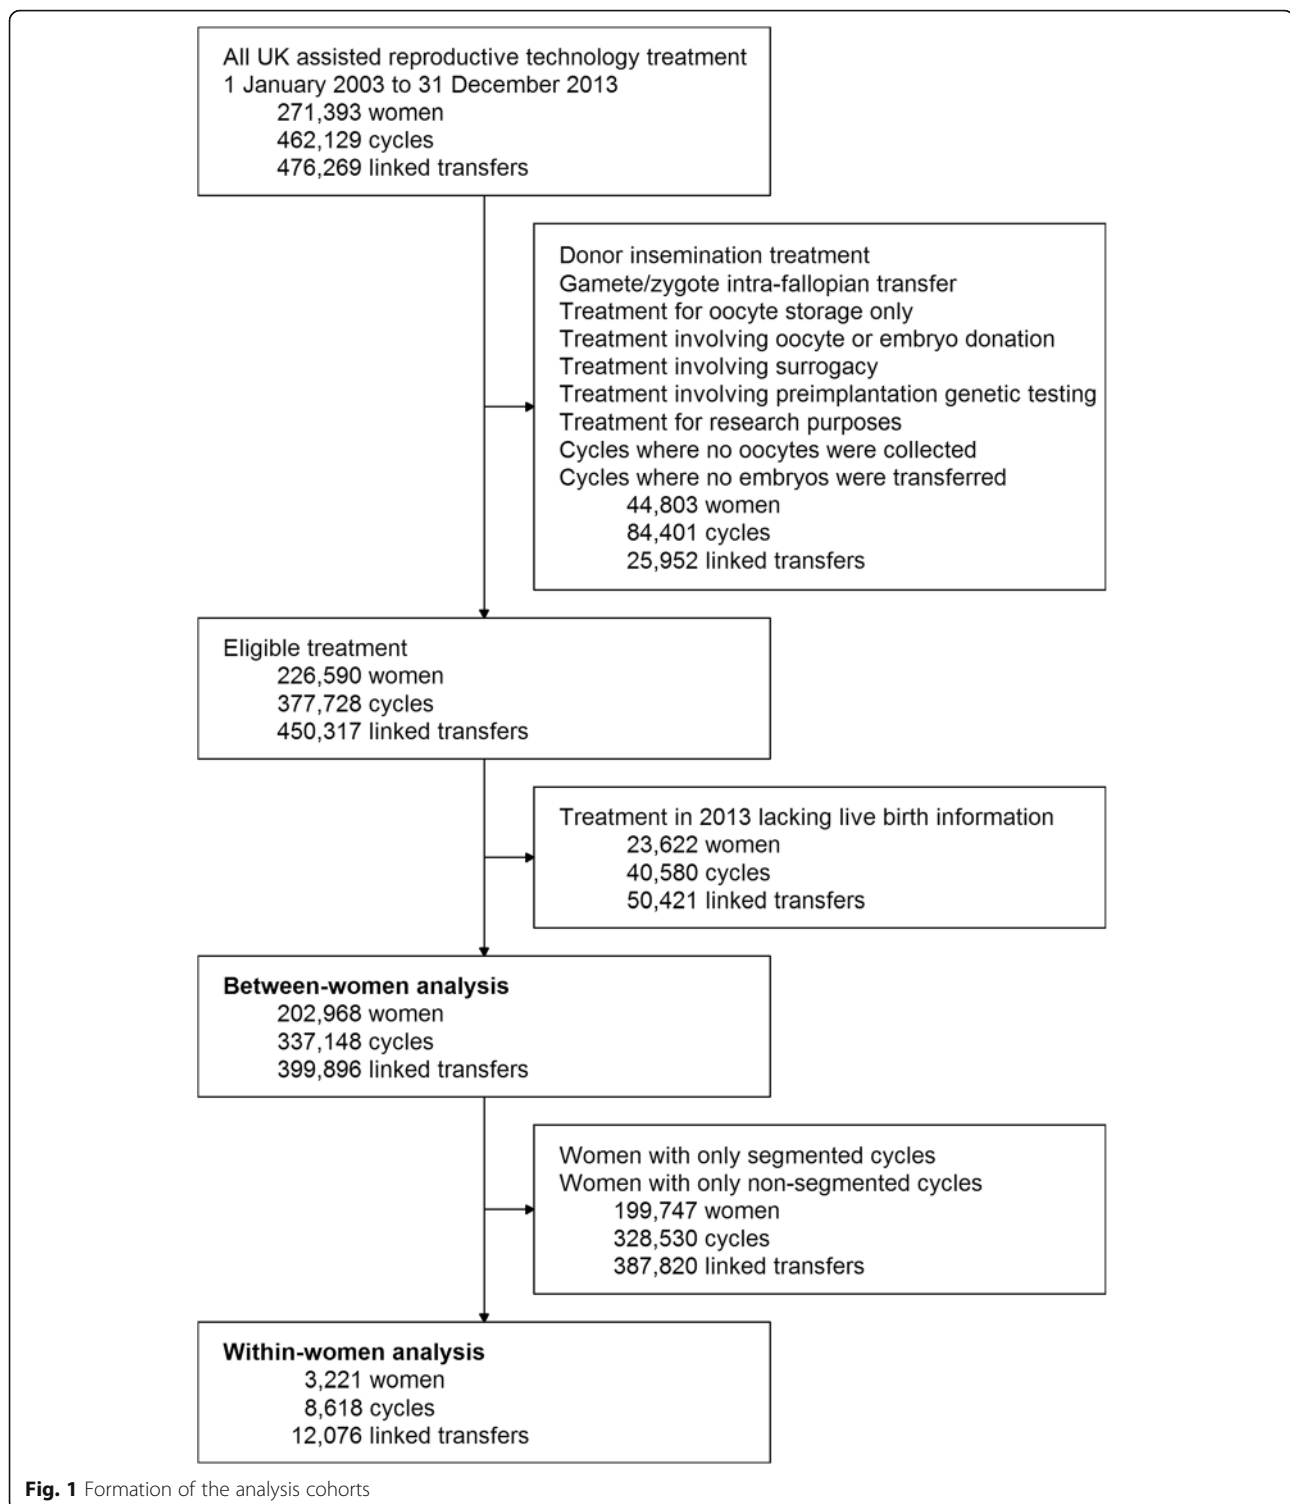 All UK assisted reproductive technology treatment
1 January 2003 to 31 December 2013
271,393 women
462,129 cycles
476,269 linked transfers
Donor insemination treatment
Gamete/zygote intra-fallopian transfer
Treatment for oocyte storage only
Treatment involving oocyte or embryo donation
Treatment involving surrogacy
Treatment involving preimplantation genetic testing
Treatment for research purposes
Cycles where no oocytes were collected
Cycles where no embryos were transferred
44,803 women
84,401 cycles
25,952 linked transfers
Eligible treatment
226,590 women
377,728 cycles
450,317 linked transfers
Treatment in 2013 lacking live birth information
23,622 women
40,580 cycles
50,421 linked transfers
Between-women analysis
202,968 women
337,148 cycles
399,896 linked transfers
Women with only segmented cycles
Women with only non-segmented cycles
199,747 women
328,530 cycles
387,820 linked transfers
Within-women analysis
3,221 women
8,618 cycles
12,076 linked transfers
Fig. 1 Formation of the analysis cohorts